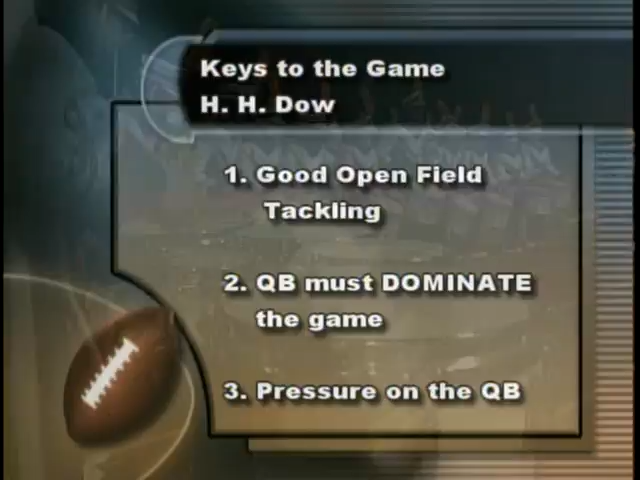 Keys to the Game
H. H. Dow
1. Good Open Field
Tackling
2. QB must DOMINATE
the game
3. Pressure on the QB